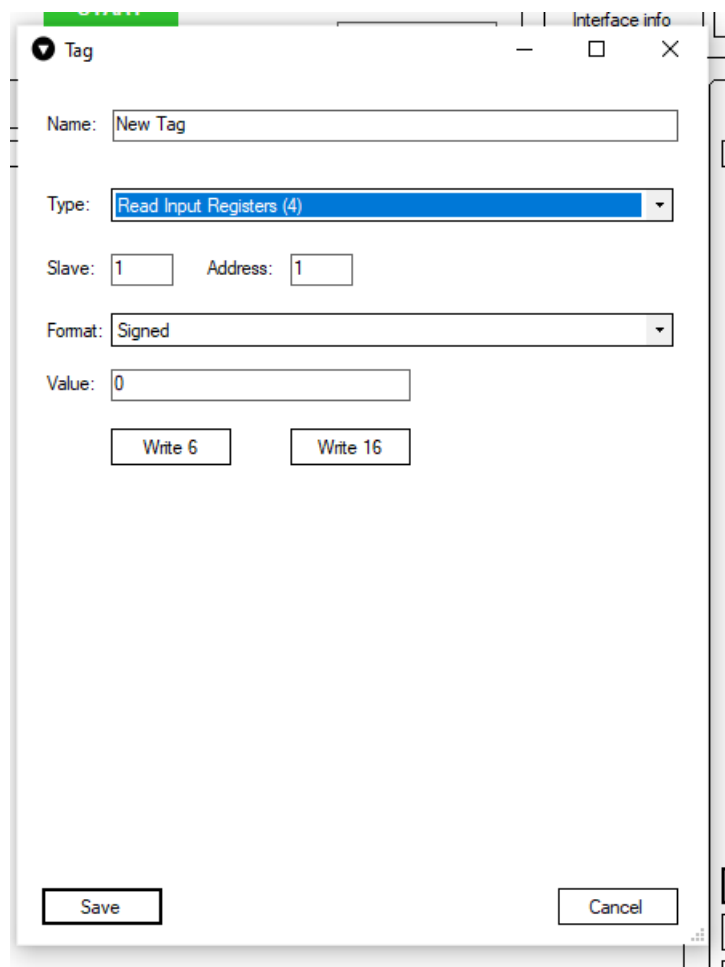 Interface info
Tag
Name: New Tag
Type: Read Input Registers (4)
Slave: 1 Address: 1
Format: Signed
Value: 0
Write 6 Write 16
Save Cancel